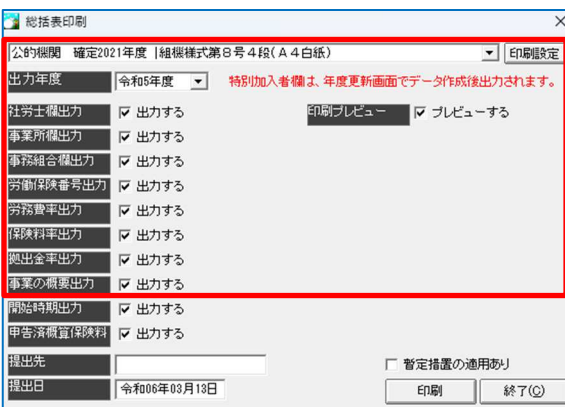 総括表印刷
公的機関 確定2021年度 |組機様式第8号4段(A4白紙) 印刷設定
出力年度 令和5年度 特別加入者欄は、年度更新画面でデータ作成後出力されます。
社労士欄出力 出力する 印刷プレビュー プレビューする
事業所欄出力 出力する
事務組合欄出力 出力する
労働保険番号出力 出力する
労務費率出力 出力する
保険料率出力 出力する
拠出金率出力 出力する
事業の概要出力 出力する
開始時期出力 出力する
申告済概算保険料 出力する
提出先 暫定措置の適用あり
提出日 令和06年03月13日 印刷 終了(C)